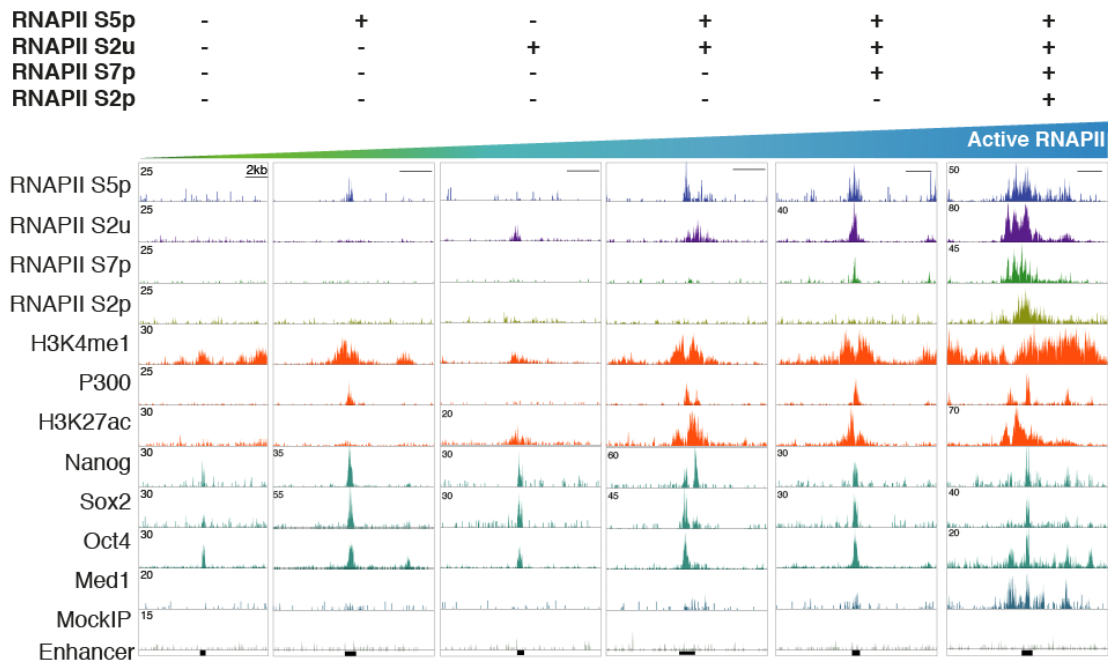 RNAPII S5p - + - + + +
RNAPII S2u - - + + + +
RNAPII S7p - - - - + +
RNAPII S2p - - - - - +
Active RNAPII
25 2kb 50
RNAPII S5p
25 40 80
RNAPII S2u
25 45
RNAPII S7p
25
RNAPII S2p
30
H3K4me1
25
P300
30 20 70
H3K27ac
30 35 30 60 30
Nanog
30 55 30 45 30 40
Sox2
30 20
Oct4
20
Med1
15
MockIP
Enhancer